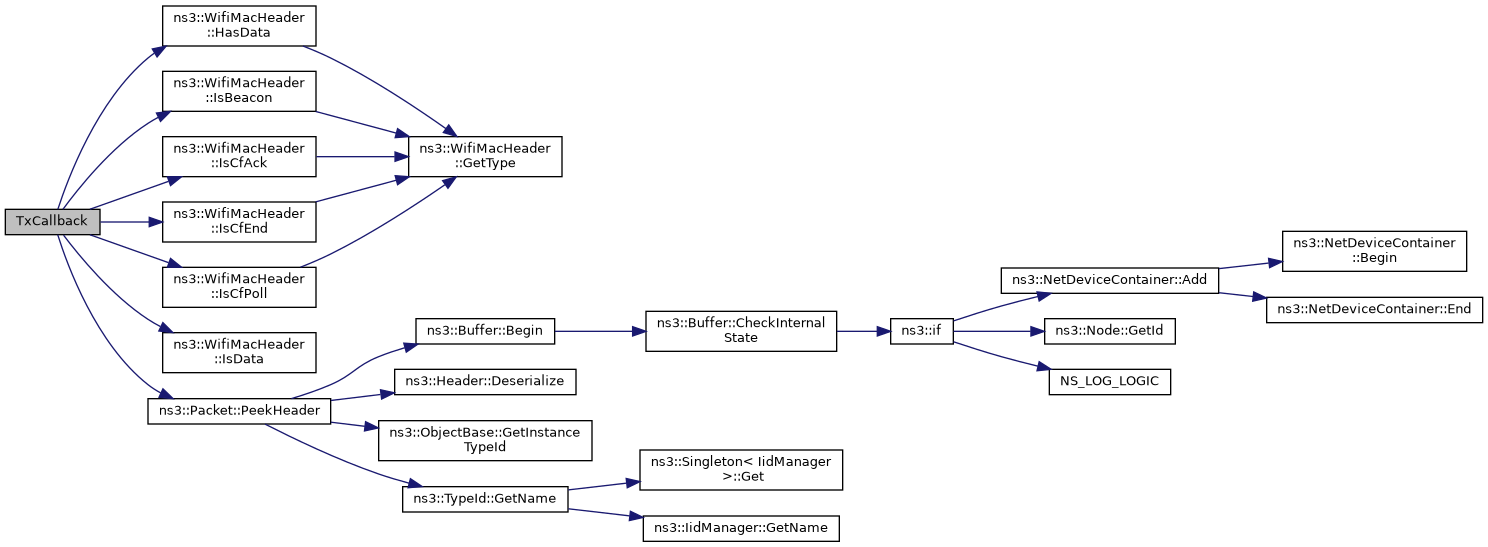 TxCallback
ns3::WifiMacHeader
::HasData
ns3::WifiMacHeader
::IsBeacon
ns3::WifiMacHeader
::IsCfAck
ns3::WifiMacHeader
::IsCfEnd
ns3::WifiMacHeader
::IsCfPoll
ns3::WifiMacHeader
::IsData
ns3::Packet::PeekHeader
ns3::WifiMacHeader
::GetType
ns3::Buffer::Begin
ns3::Header::Deserialize
ns3::ObjectBase::GetInstance
TypeId
ns3::TypeId::GetName
ns3::Buffer::CheckInternal
State
ns3::Singleton< IidManager
>::Get
ns3::IidManager::GetName
ns3::if
ns3::NetDeviceContainer::Add
ns3::Node::GetId
NS_LOG_LOGIC
ns3::NetDeviceContainer
::Begin
ns3::NetDeviceContainer::End